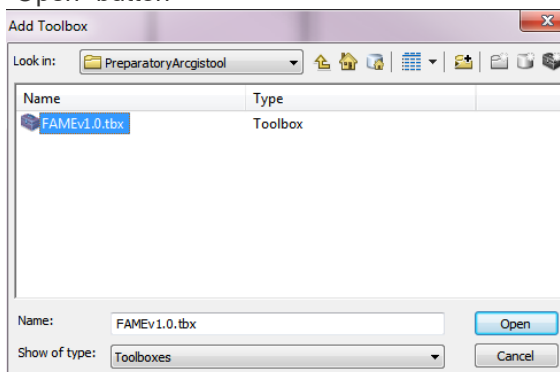 "Open" button
Add Toolbox
Look in: PreparatoryArcgistool
Name Type
FAMEv1.0.tbx Toolbox
Name: FAMEv1.0.tbx Open
Show of type: Toolboxes Cancel